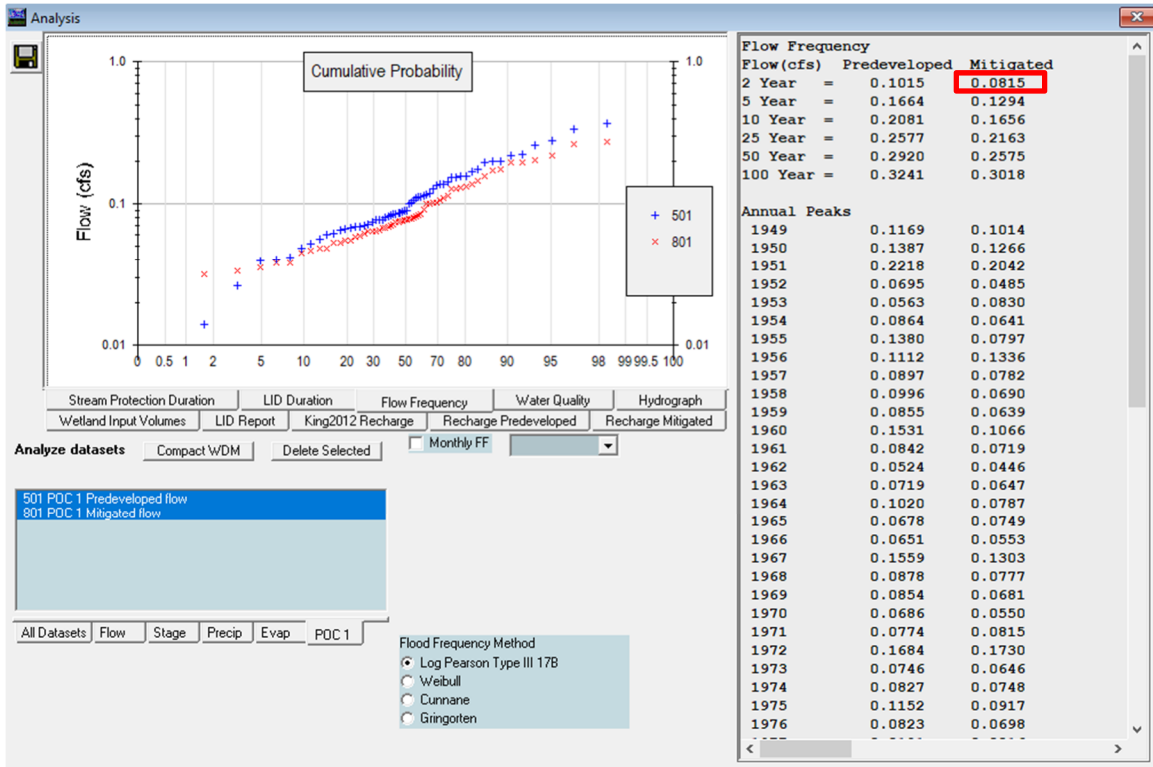 Analysis
Cumulative Probability
1.0
0.1
0.01
Flow (cfs)
1.0
0.01
501
801
0 0.5 1 2 5 10 20 30 50 70 80 90 95 98 99 99.5 100
Stream Protection Duration LID Duration Flow Frequency Water Quality Hydrograph
Wetland Input Volumes LID Report King2012 Recharge Recharge Predeveloped Recharge Mitigated
Analyze datasets Compact WDM Delete Selected Monthly FF
501 POC 1 Predeveloped flow
801 POC 1 Mitigated flow
All Datasets Flow Stage Precip Evap POC 1
Flood Frequency Method
Log Pearson Type III 17B
Weibull
Cunnane
Gringorten
Flow Frequency
Flow(cfs) Predeveloped Mitigated
2 Year = 0.1015 0.0815
5 Year = 0.1664 0.1294
10 Year = 0.2081 0.1656
25 Year = 0.2577 0.2163
50 Year = 0.2920 0.2575
100 Year = 0.3241 0.3018
Annual Peaks
1949 0.1169 0.1014
1950 0.1387 0.1266
1951 0.2218 0.2042
1952 0.0695 0.0485
1953 0.0563 0.0830
1954 0.0864 0.0641
1955 0.1380 0.0797
1956 0.1112 0.1336
1957 0.0897 0.0782
1958 0.0996 0.0690
1959 0.0855 0.0639
1960 0.1531 0.1066
1961 0.0842 0.0719
1962 0.0524 0.0446
1963 0.0719 0.0647
1964 0.1020 0.0787
1965 0.0678 0.0749
1966 0.0651 0.0553
1967 0.1559 0.1303
1968 0.0878 0.0777
1969 0.0854 0.0681
1970 0.0686 0.0550
1971 0.0774 0.0815
1972 0.1684 0.1730
1973 0.0746 0.0646
1974 0.0827 0.0748
1975 0.1152 0.0917
1976 0.0823 0.0698